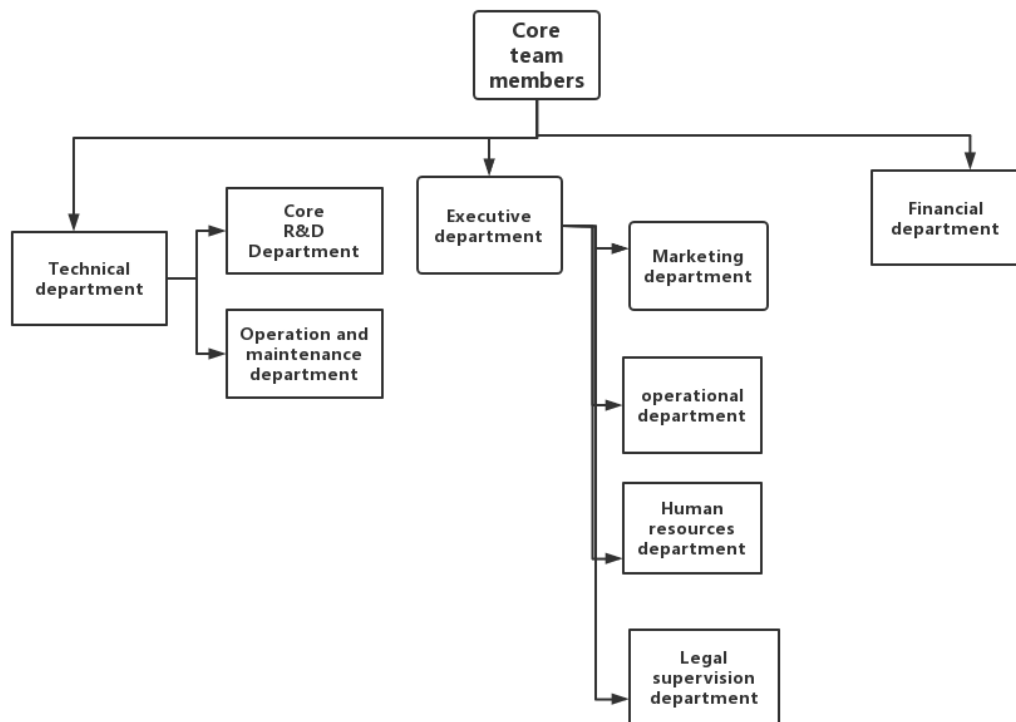 Core
team
members
Technical
department
Core
R&D
Department
Operation and
maintenance
department
Executive
department
Marketing
department
operational
department
Human
resources
department
Legal
supervision
department
Financial
department